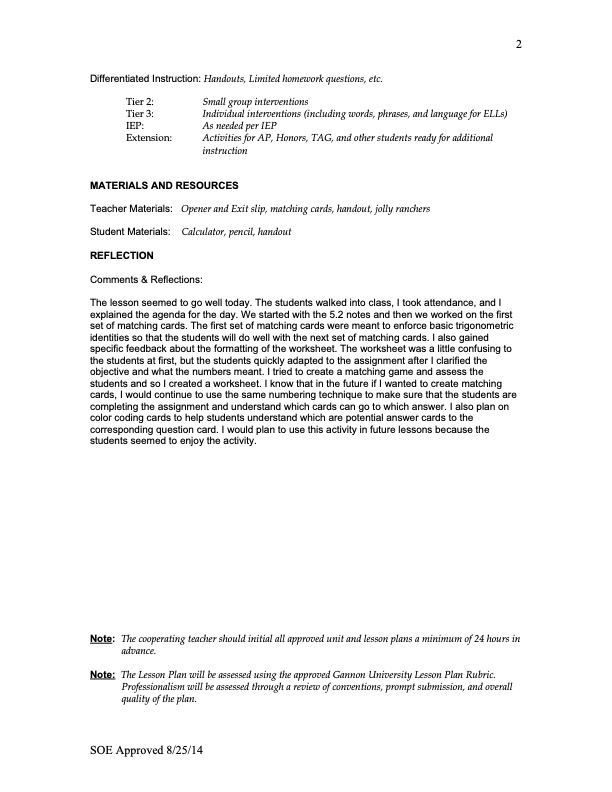 2
Differentiated Instruction: Handouts, Limited homework questions, etc.
Tier 2: Small group interventions
Tier 3: Individual interventions (including words, phrases, and language for ELLs)
IEP: As needed per IEP
Extension: Activities for AP, Honors, TAG, and other students ready for additional
instruction
MATERIALS AND RESOURCES
Teacher Materials: Opener and Exit slip, matching cards, handout, jolly ranchers
Student Materials: Calculator, pencil, handout
REFLECTION
Comments & Reflections:
The lesson seemed to go well today. The students walked into class, I took attendance, and I
explained the agenda for the day. We started with the 5.2 notes and then we worked on the first
set of matching cards. The first set of matching cards were meant to enforce basic trigonometric
identities so that the students will do well with the next set of matching cards. I also gained
specific feedback about the formatting of the worksheet. The worksheet was a little confusing to
the students at first, but the students quickly adapted to the assignment after I clarified the
objective and what the numbers meant. I tried to create a matching game and assess the
students and so I created a worksheet. I know that in the future if I wanted to create matching
cards, I would continue to use the same numbering technique to make sure that the students are
completing the assignment and understand which cards can go to which answer. I also plan on
color coding cards to help students understand which are potential answer cards to the
corresponding question card. I would plan to use this activity in future lessons because the
students seemed to enjoy the activity.
Note: The cooperating teacher should initial all approved unit and lesson plans a minimum of 24 hours in
advance.
Note: The Lesson Plan will be assessed using the approved Gannon University Lesson Plan Rubric.
Professionalism will be assessed through a review of conventions, prompt submission, and overall
quality of the plan.
SOE Approved 8/25/14